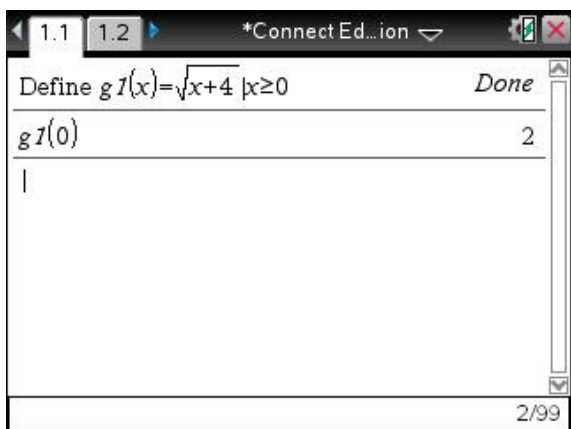 1.1 1.2 *Connect Ed...ion
Define g1(x)=√x+4 |x≥0 Done
g1(0) 2
2/99